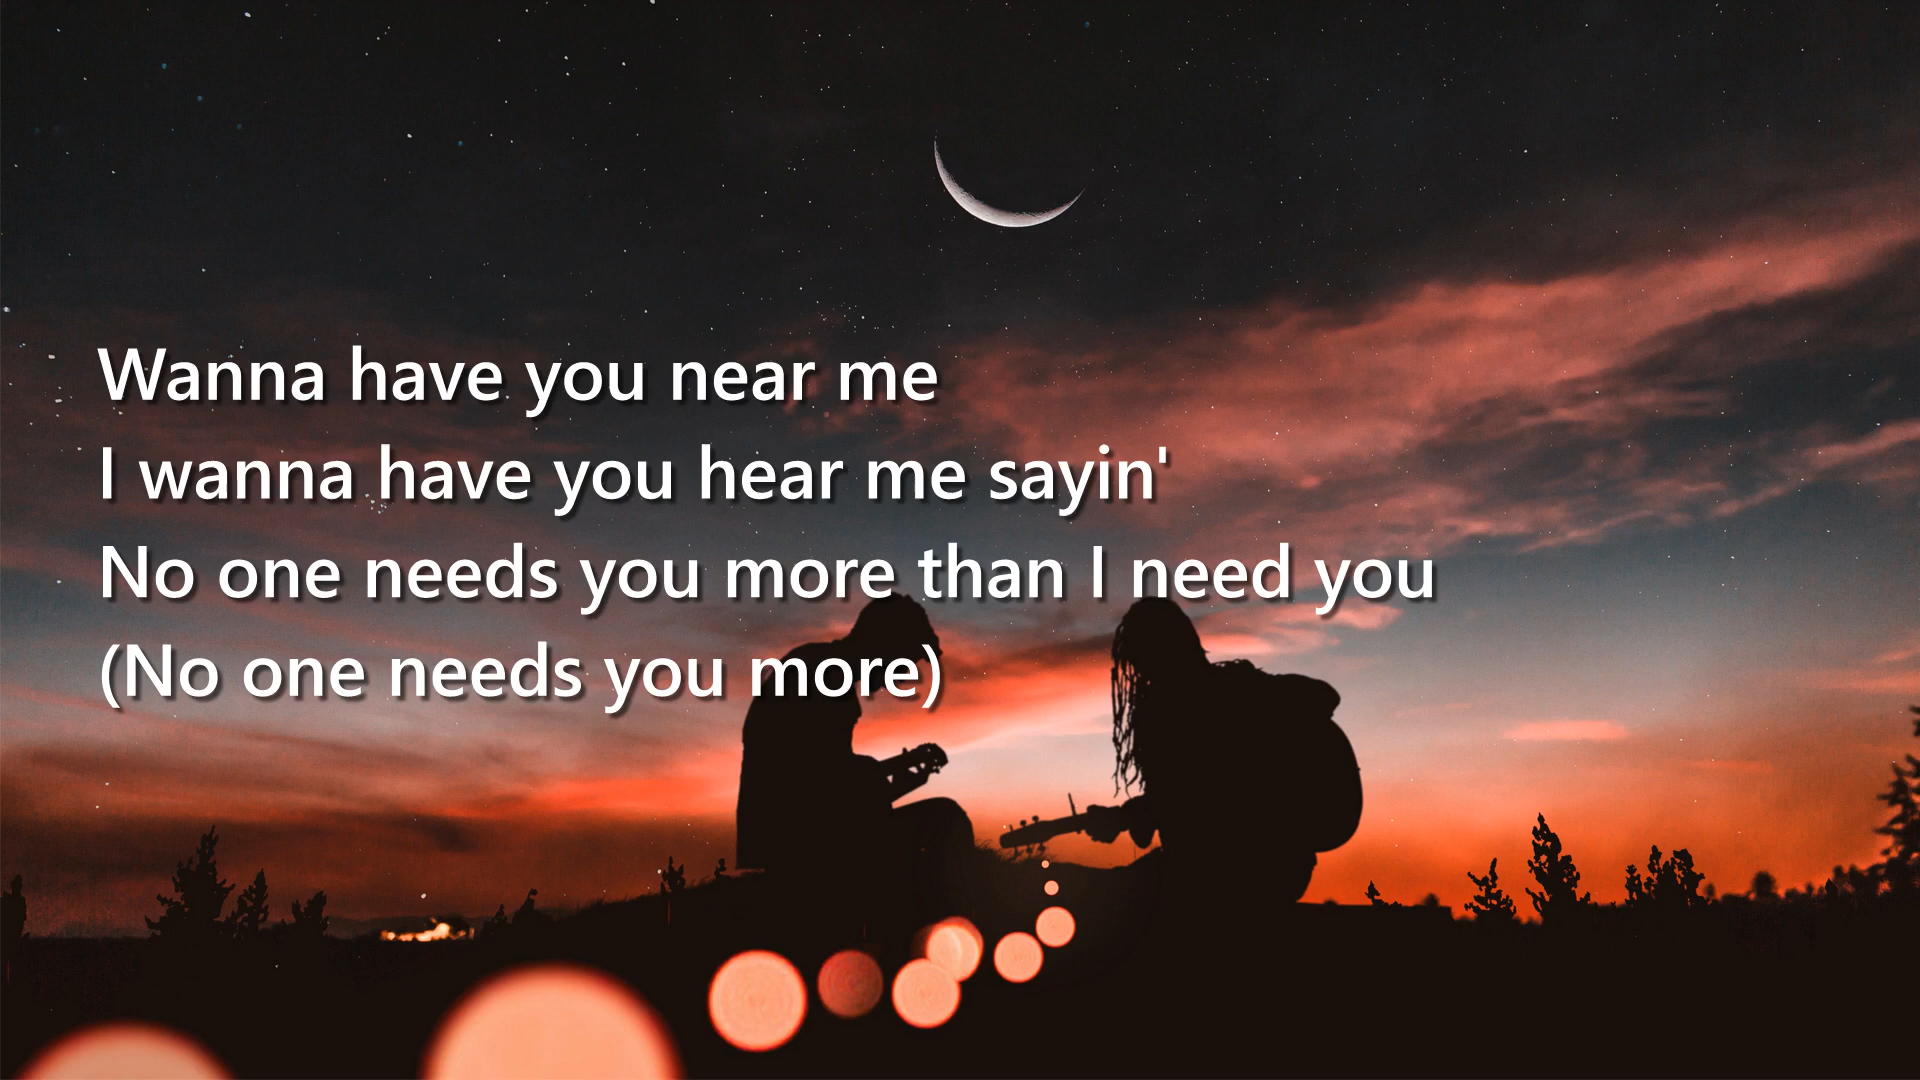 Wanna have you near me
I wanna have you hear me sayin'
No one needs you more than I need you
(No one needs you more)